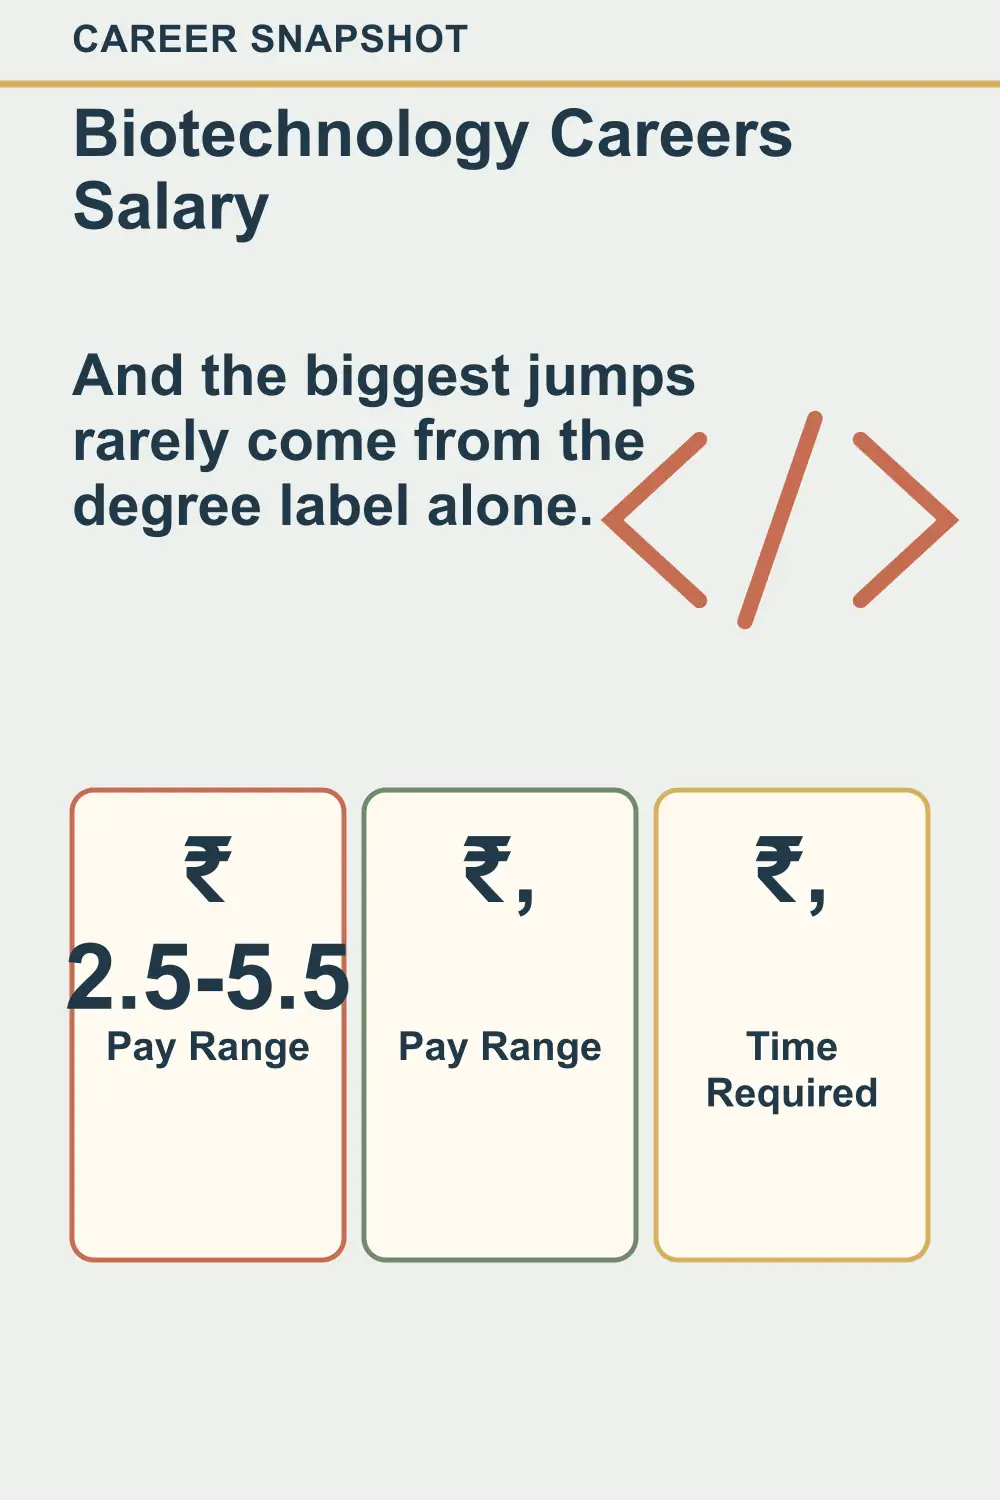 CAREER SNAPSHOT
Biotechnology Careers
Salary
And the biggest jumps
rarely come from the
degree label alone.
₹
2.5-5.5
Pay Range
₹,
Pay Range
₹,
Time
Required